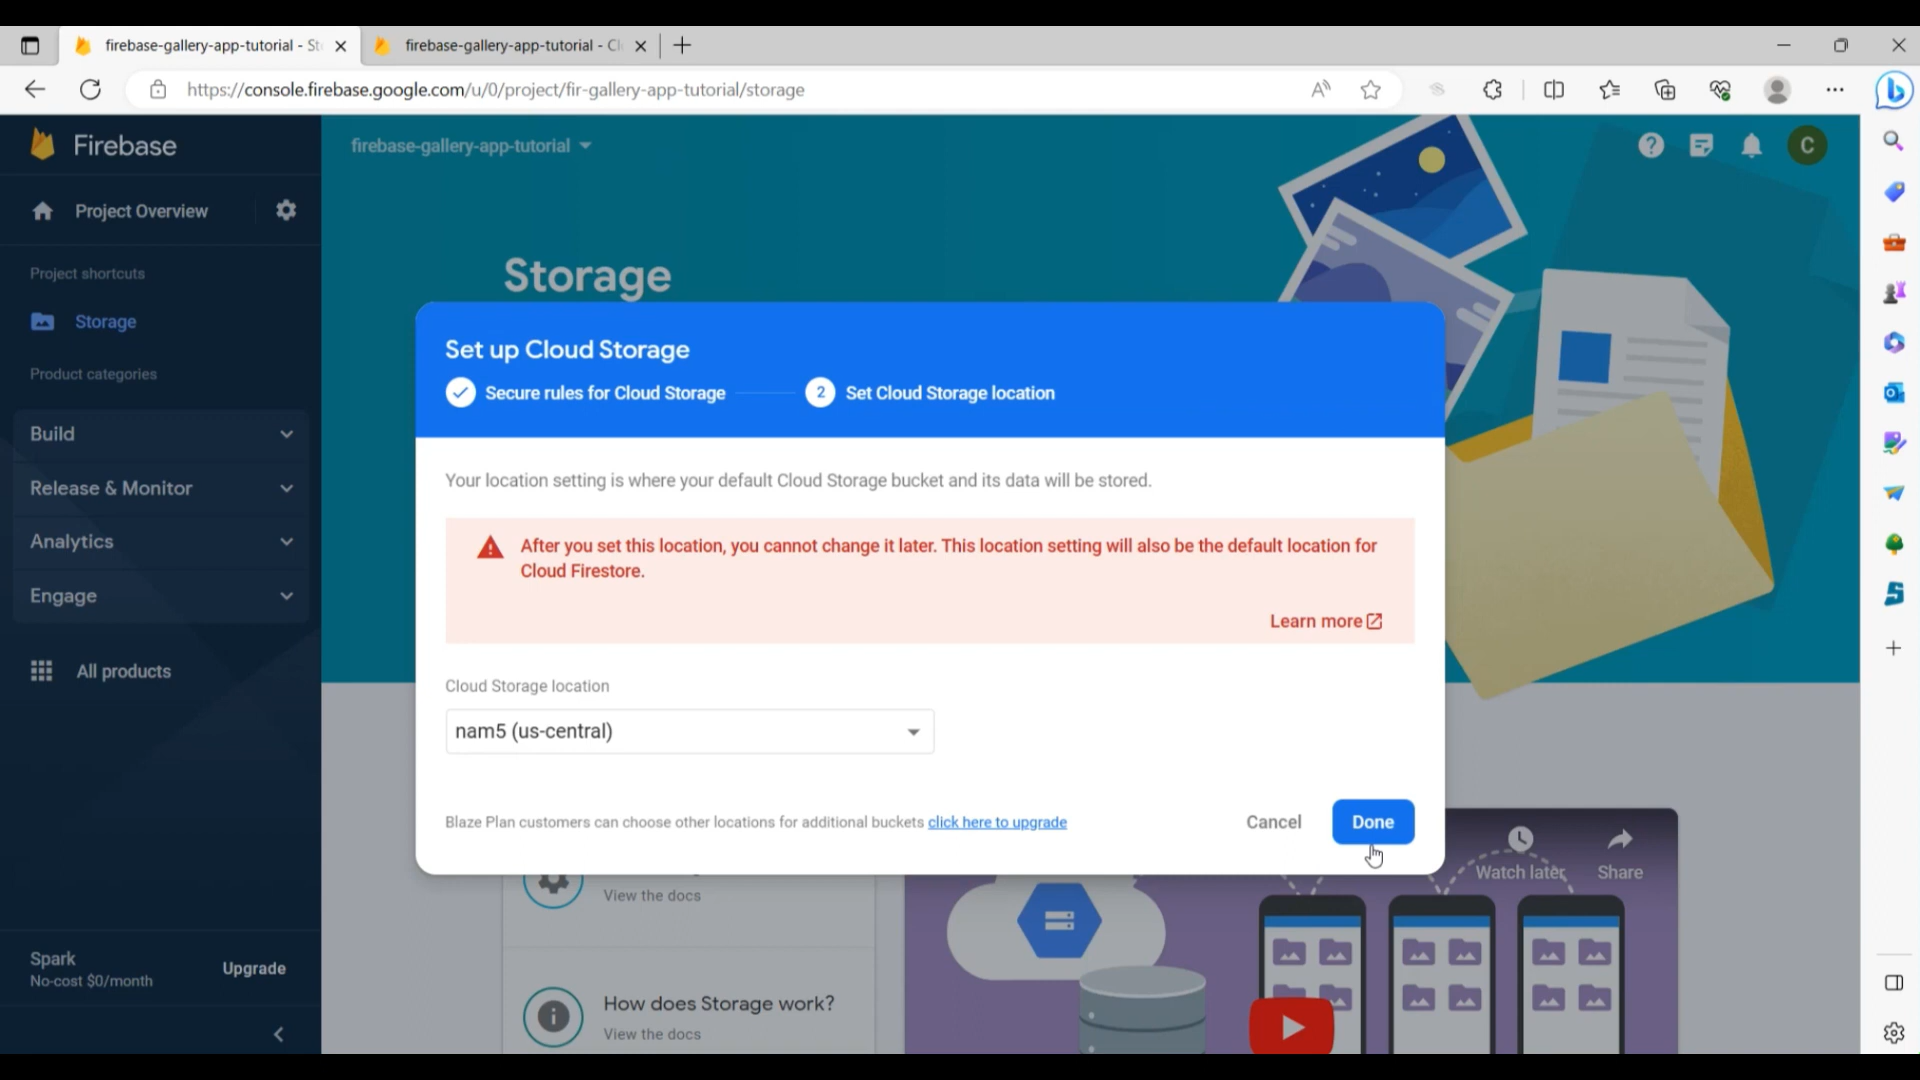 firebase-gallery-app-tutorial - St
firebase-gallery-app-tutorial - Cl
https://console.firebase.google.com/u/0/project/fir-gallery-app-tutorial/storage
Firebase
firebase-gallery-app-tutorial
C
Project Overview
Project shortcuts
Storage
Product categories
Build
Release & Monitor
Analytics
Engage
All products
Spark
No-cost $0/month
Upgrade
Storage
Set up Cloud Storage
Secure rules for Cloud Storage
2 Set Cloud Storage location
Your location setting is where your default Cloud Storage bucket and its data will be stored.
After you set this location, you cannot change it later. This location setting will also be the default location for
Cloud Firestore.
Learn more
Cloud Storage location
nam5 (us-central)
Blaze Plan customers can choose other locations for additional buckets click here to upgrade
Cancel
Done
Watch later
Share
View the docs
How does Storage work?
View the docs